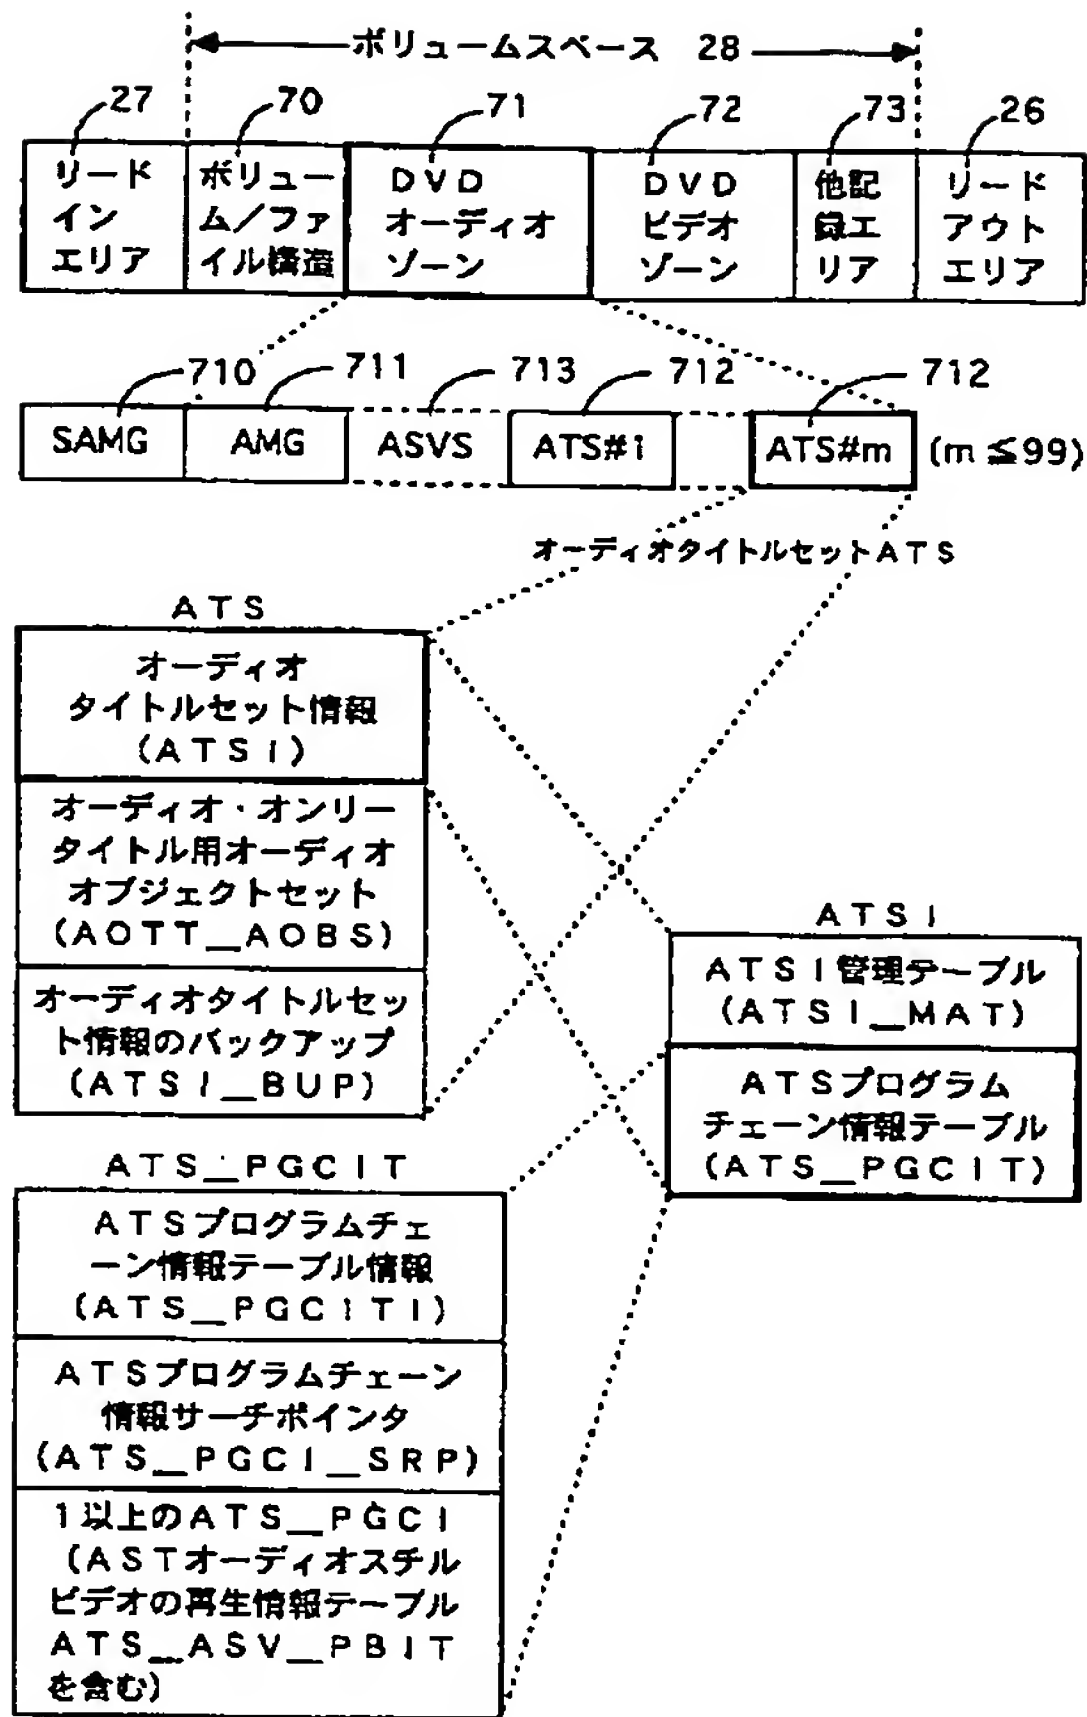 ボリュームスペース 28
27 70 71 72 73 26
リード
イン
エリア
ボリュー
ム/ファ
イル構造
DVD
オーディオ
ゾーン
DVD
ビデオ
ゾーン
他記
録エ
リア
リード
アウト
エリア
710 711 713 712 712
SAMG AMG ASVS ATS#1 ATS#m (m≦99)
オーディオタイトルセットATS
ATS
オーディオ
タイトルセット情報
(ATSI)
オーディオ・オンリー
タイトル用オーディオ
オブジェクトセット
(AOTT_AOBS)
オーディオタイトルセッ
ト情報のバックアップ
(ATSI_BUP)
ATSI
ATSI管理テーブル
(ATSI_MAT)
ATSプログラム
チェーン情報テーブル
(ATS_PGCIT)
ATS_PGCIT
ATSプログラムチェ
ーン情報テーブル情報
(ATS_PGCITI)
ATSプログラムチェーン
情報サーチポインタ
(ATS_PGCI_SRP)
1以上のATS_PGCI
(ASTオーディオスチル
ビデオの再生情報テーブル
ATS_ASV_PBIT
を含む)